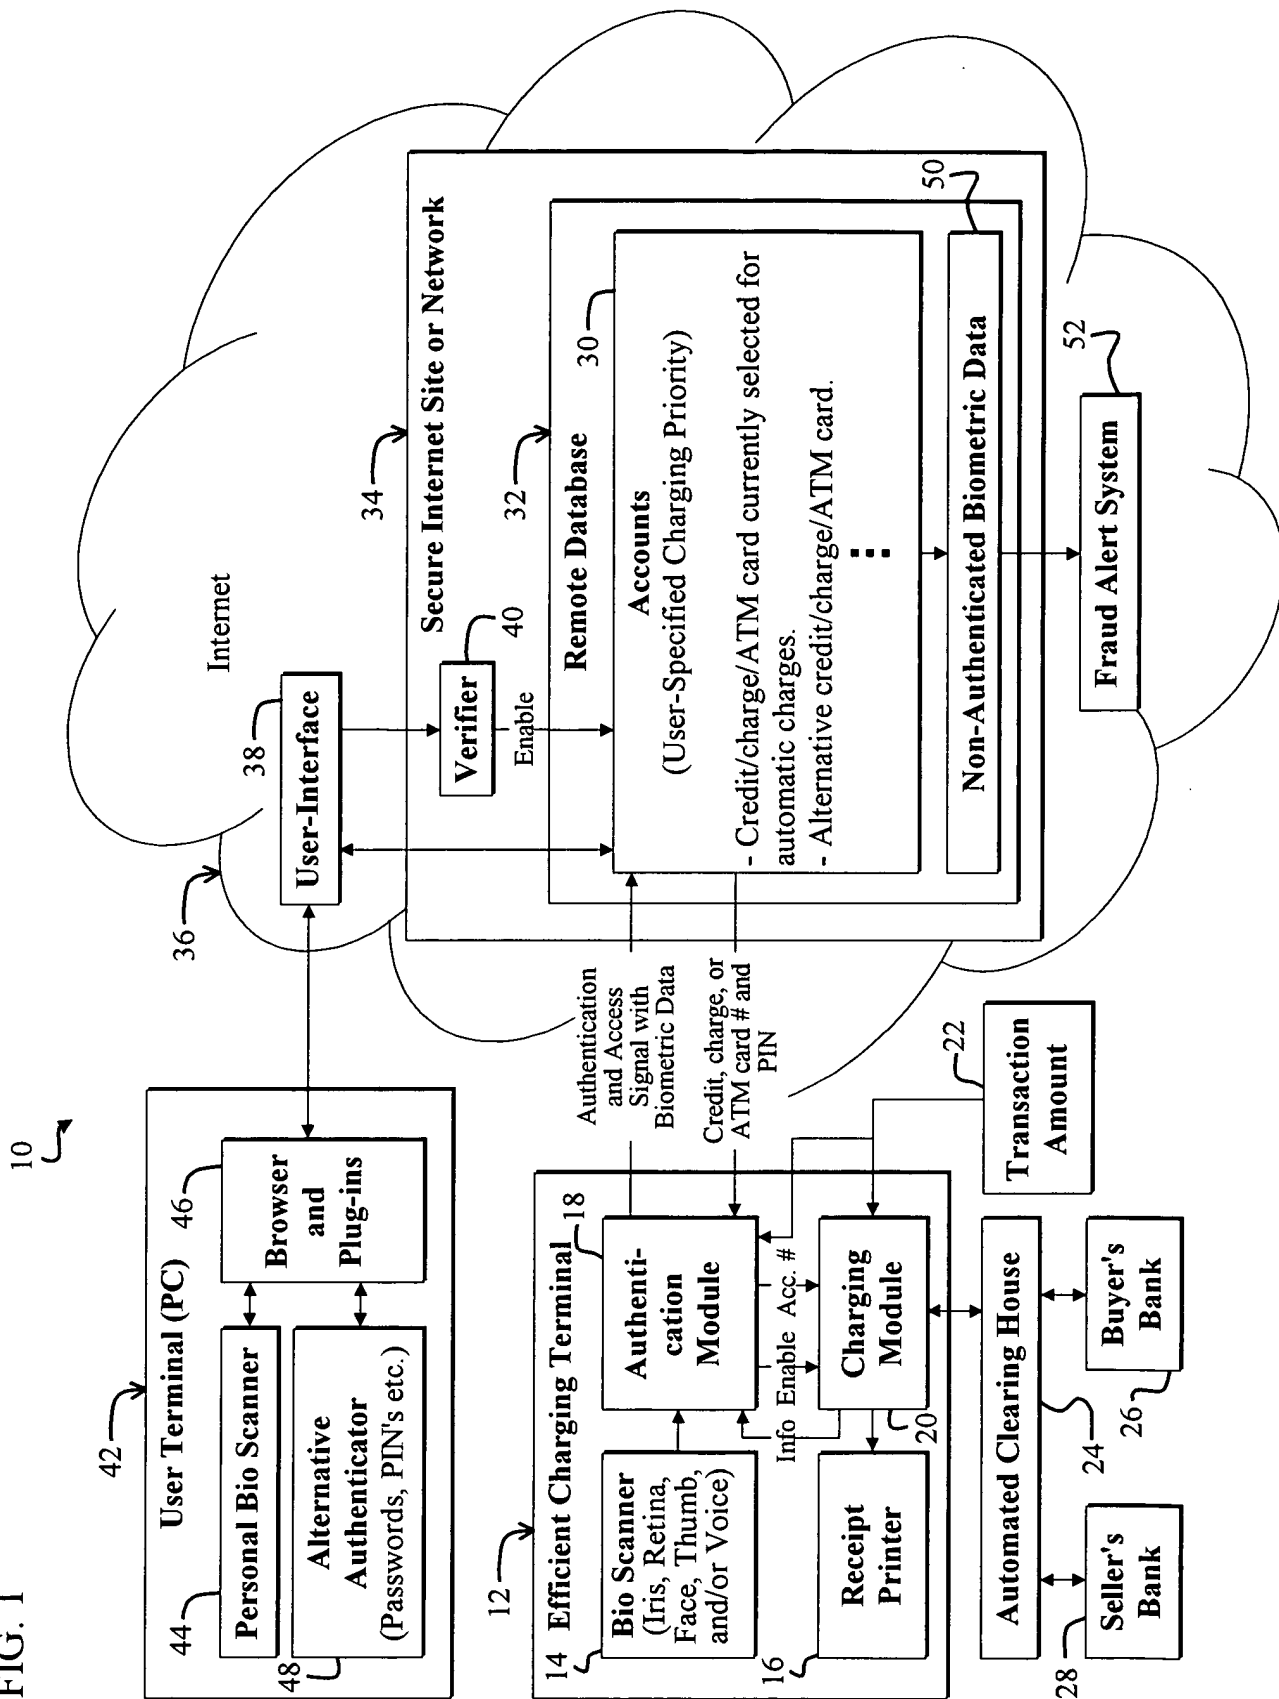 FIG. 1
10
42
User Terminal (PC)
44
Personal Bio Scanner
46
Browser
and
Plug-ins
48
Alternative
Authenticator
(Passwords, PIN's etc.)
36
Internet
38
User-Interface
34
Secure Internet Site or Network
40
Verifier
Enable
32
Remote Database
30
Accounts
(User-Specified Charging Priority)
- Credit/charge/ATM card currently selected for
automatic charges.
- Alternative credit/charge/ATM card.
50
Non-Authenticated Biometric Data
52
Fraud Alert System
Authentication
and Access
Signal with
Biometric Data
Credit, charge, or
ATM card # and
PIN
12
Efficient Charging Terminal
14
Bio Scanner
(Iris, Retina,
Face, Thumb,
and/or Voice)
18
Authenti-
cation
Module
Info
Enable
Acc. #
16
Receipt
Printer
20
Charging
Module
22
Transaction
Amount
Automated Clearing House
24
28
Seller's
Bank
26
Buyer's
Bank